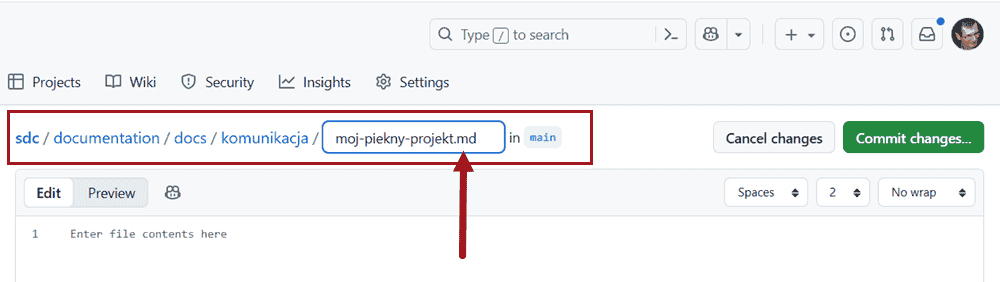 Type / to search
Projects Wiki Security Insights Settings
sdc / documentation / docs / komunikacja / moj-piekny-projekt.md in main Cancel changes Commit changes...
Edit Preview Spaces 2 No wrap
1 Enter file contents here